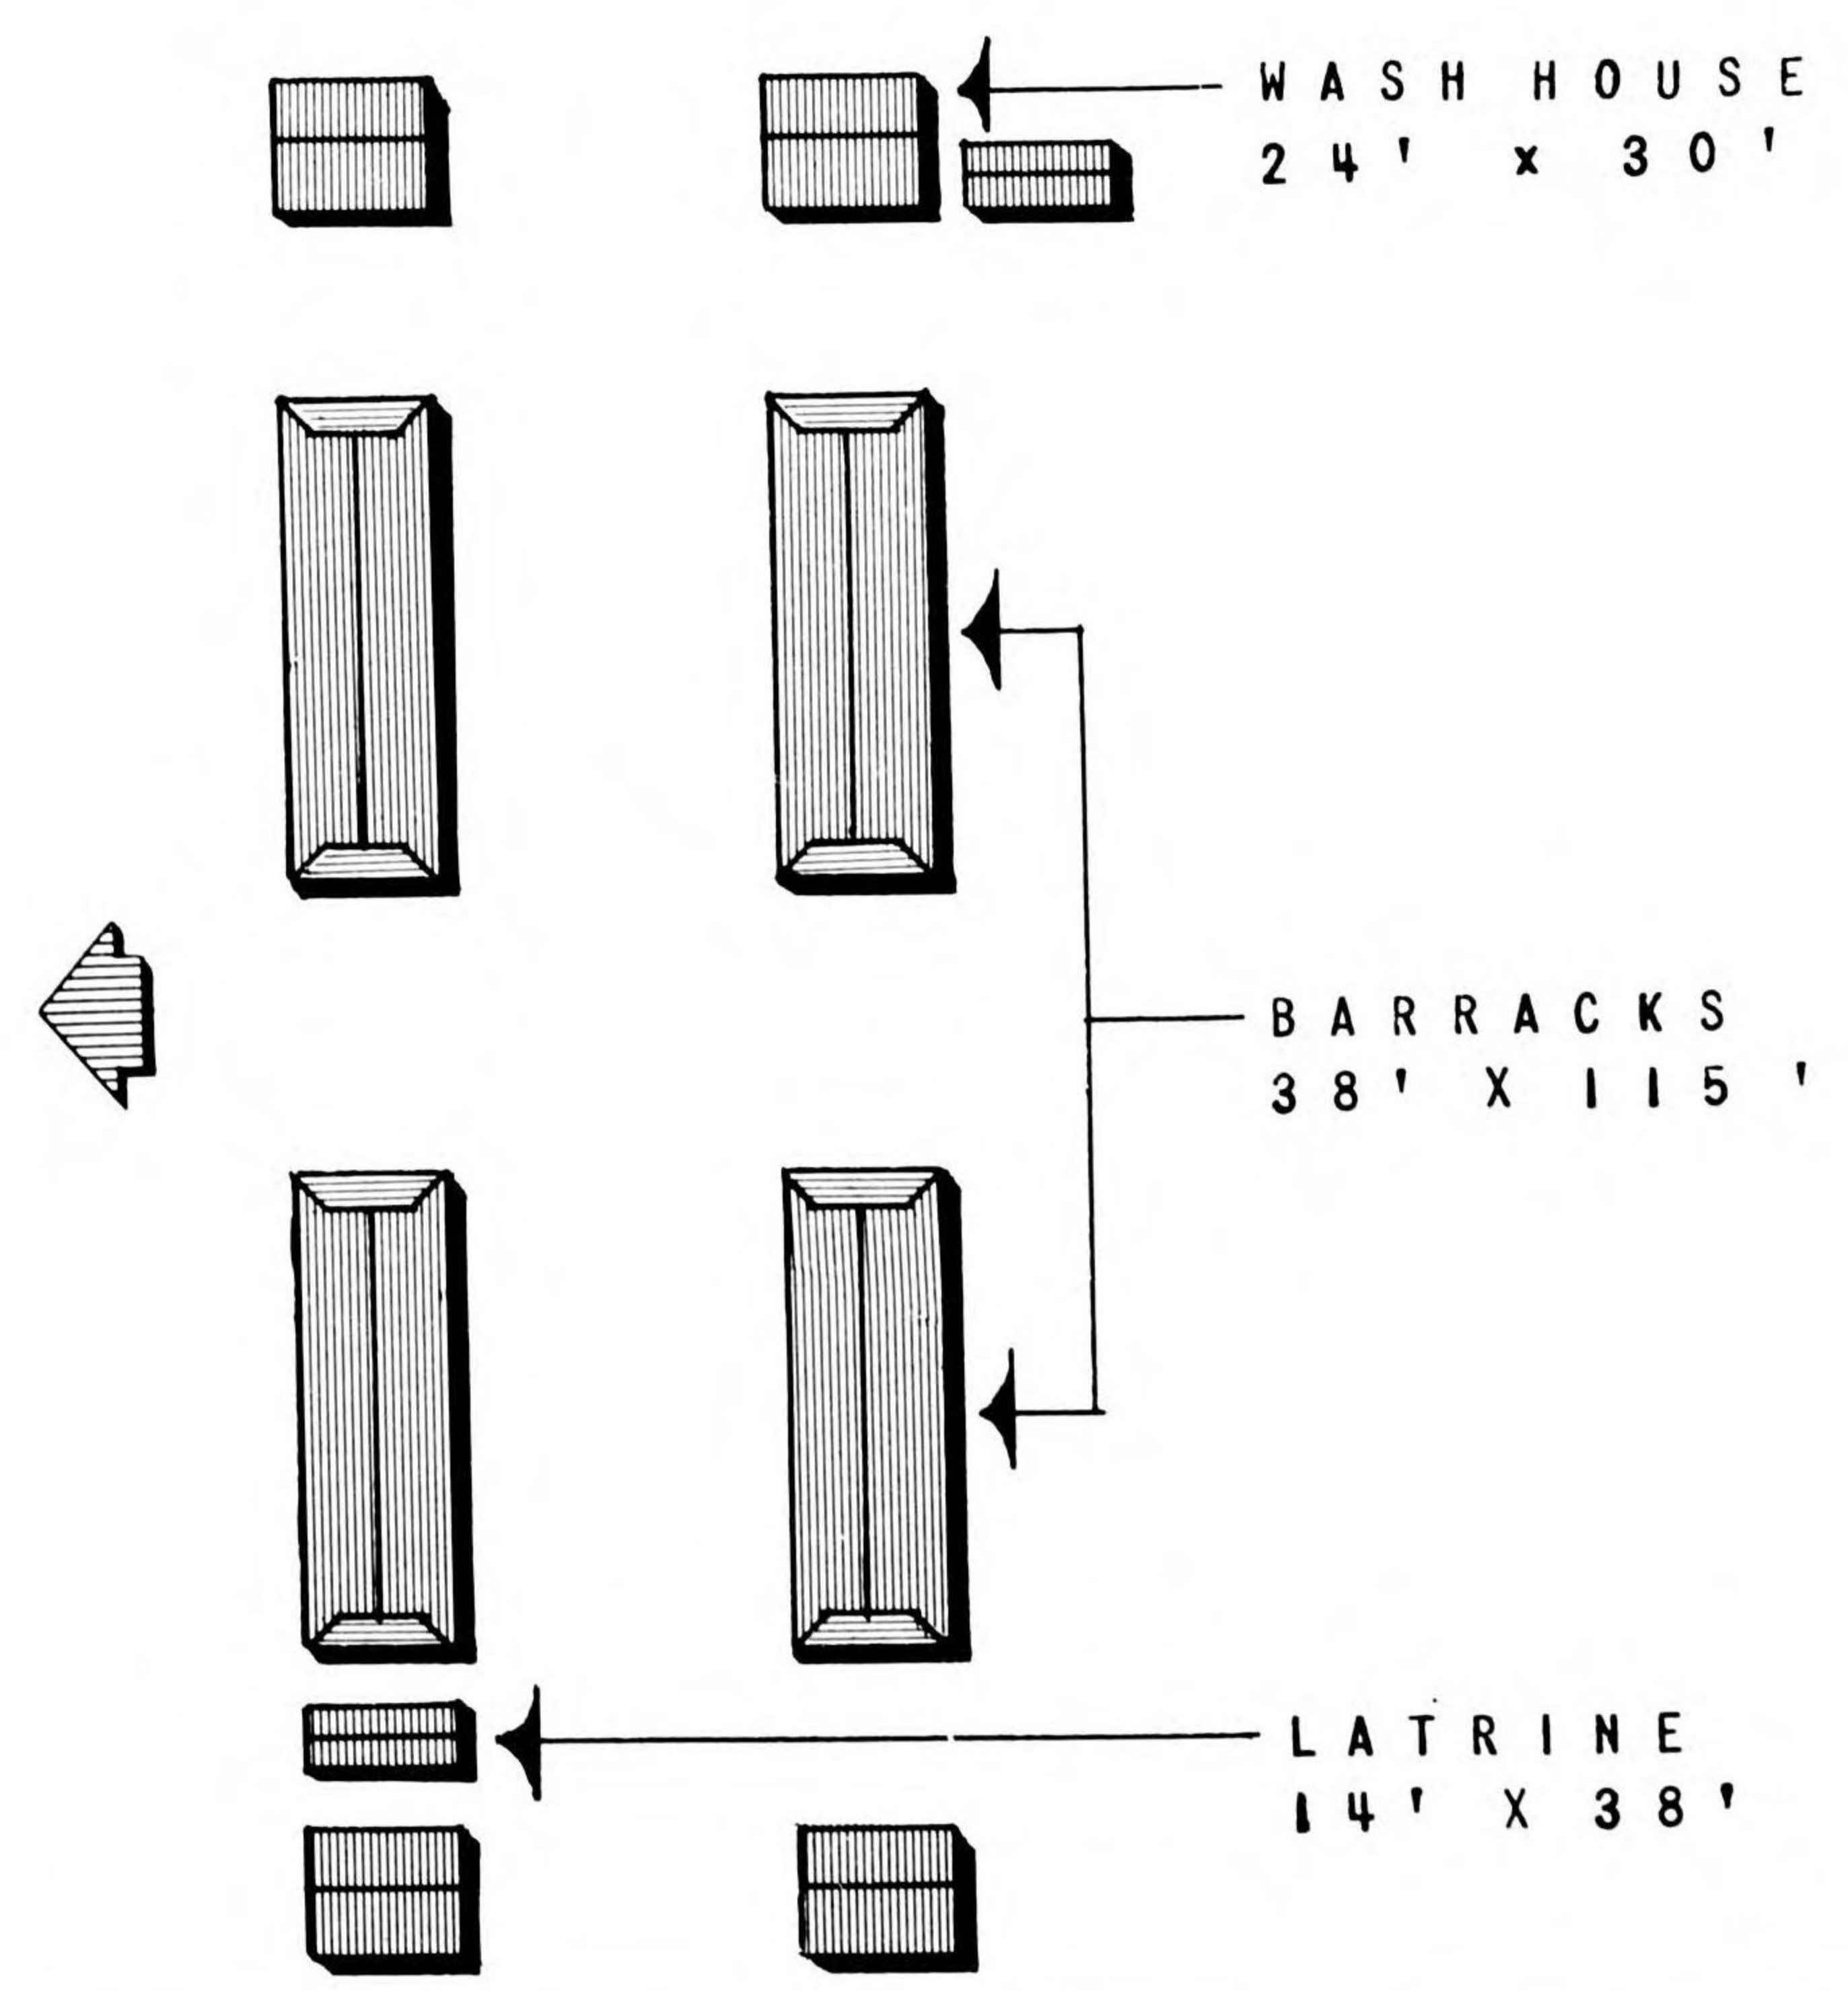 WASH HOUSE
24' x 30'
BARRACKS
38' X 115'
LATRINE
14' X 38'